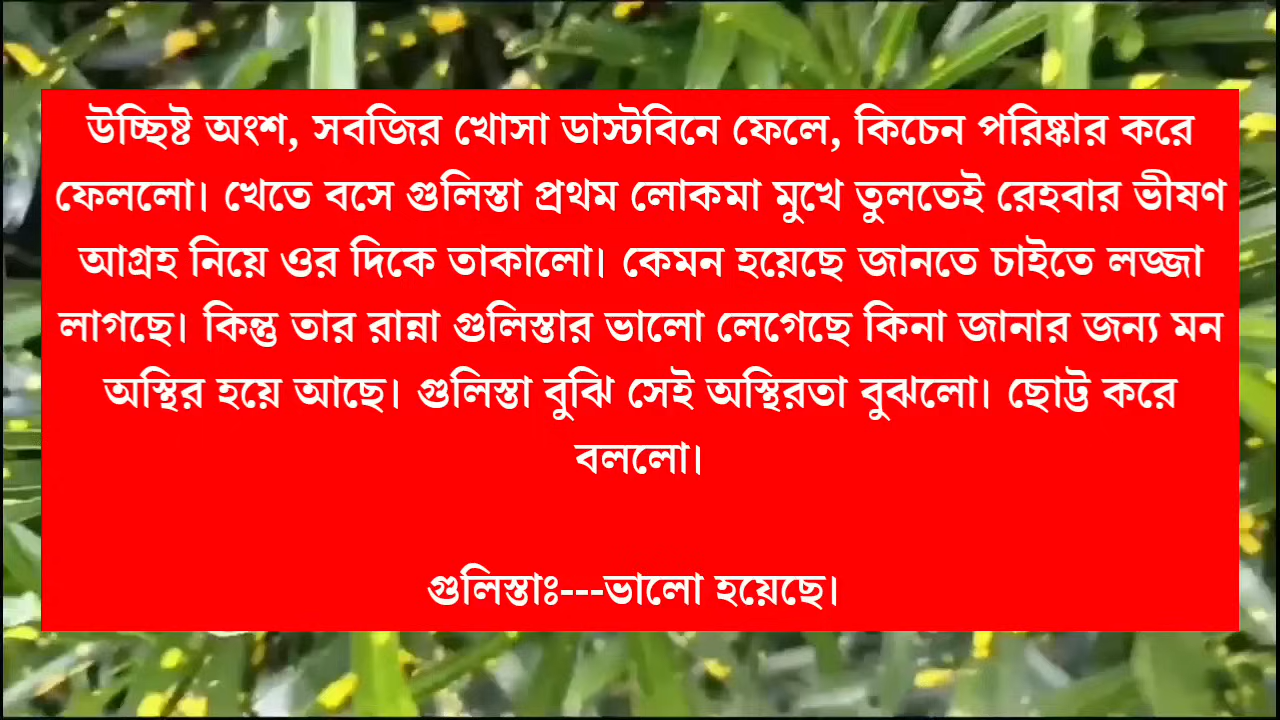 উচ্ছিষ্ট অংশ, সবজির খোসা ডাস্টবিনে ফেলে, কিচেন পরিষ্কার করে
ফেললো। খেতে বসে গুলিস্তা প্রথম লোকমা মুখে তুলতেই রেহবার ভীষণ
আগ্রহ নিয়ে ওর দিকে তাকালো। কেমন হয়েছে জানতে চাইতে লজ্জা
লাগছে। কিন্তু তার রান্না গুলিস্তার ভালো লেগেছে কিনা জানার জন্য মন
অস্থির হয়ে আছে। গুলিস্তা বুঝি সেই অস্থিরতা বুঝলো। ছোট্ট করে
বললো।
গুলিস্তাঃ---ভালো হয়েছে।